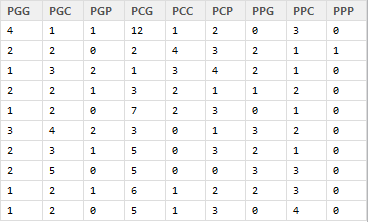 PGG PGC PGP PCG PCC PCP PPG PPC PPP
4 1 1 12 1 2 0 3 0
2 2 0 2 4 3 2 1 1
1 3 2 1 3 4 2 1 0
2 2 1 3 2 1 1 2 0
1 2 0 7 2 3 0 1 0
3 4 2 3 0 1 3 2 0
2 3 1 5 0 3 2 1 0
2 5 0 5 0 0 3 3 0
1 2 1 6 1 2 2 3 0
1 2 0 5 1 3 0 4 0